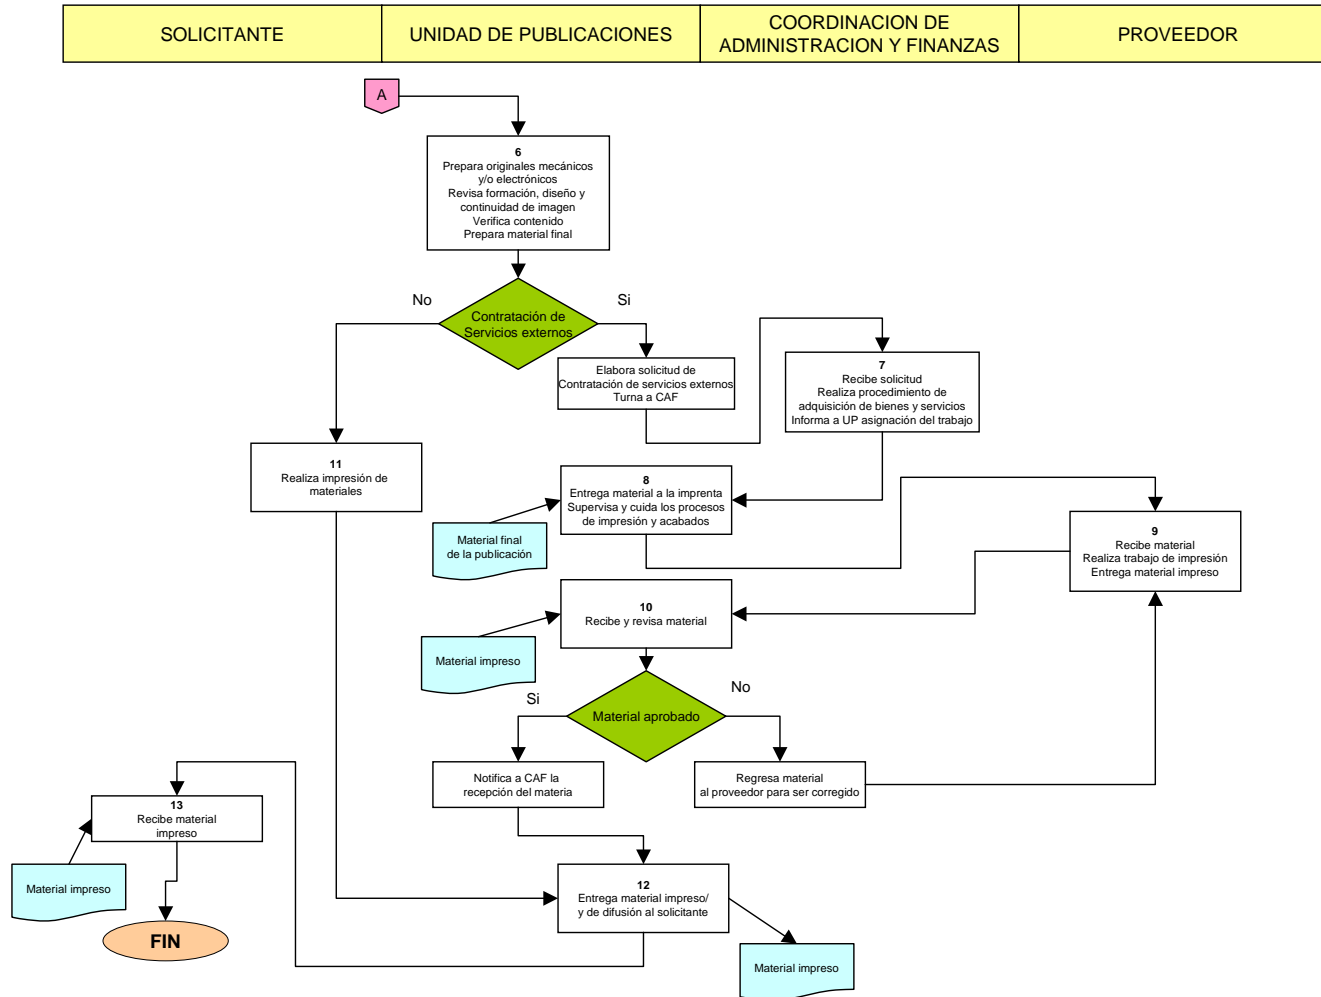 SOLICITANTE
UNIDAD DE PUBLICACIONES
COORDINACION DE
ADMINISTRACION Y FINANZAS
PROVEEDOR
A
6
Prepara originales mecánicos
y/o electrónicos
Revisa formación, diseño y
continuidad de imagen
Verifica contenido
Prepara material final
No
Si
Contratación de
Servicios externos
Elabora solicitud de
Contratación de servicios externos
Turna a CAF
7
Recibe solicitud
Realiza procedimiento de
adquisición de bienes y servicios
Informa a UP asignación del trabajo
11
Realiza impresión de
materiales
8
Entrega material a la imprenta
Supervisa y cuida los procesos
de impresión y acabados
Material final
de la publicación
9
Recibe material
Realiza trabajo de impresión
Entrega material impreso
10
Recibe y revisa material
Material impreso
Si
No
Material aprobado
Notifica a CAF la
recepción del materia
Regresa material
al proveedor para ser corregido
13
Recibe material
impreso
Material impreso
FIN
12
Entrega material impreso/
y de difusión al solicitante
Material impreso